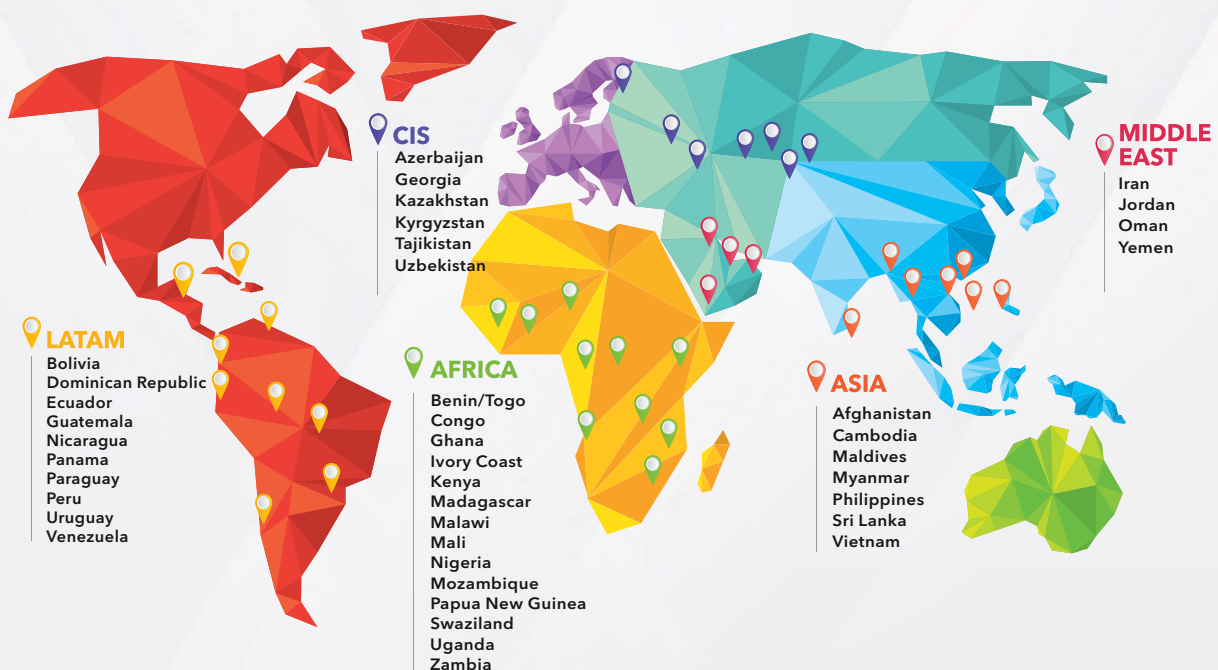 CIS
Azerbaijan
Georgia
Kazakhstan
Kyrgyzstan
Tajikistan
Uzbekistan
MIDDLE
EAST
Iran
Jordan
Oman
Yemen
LATAM
Bolivia
Dominican Republic
Ecuador
Guatemala
Nicaragua
Panama
Paraguay
Peru
Uruguay
Venezuela
AFRICA
Benin/Togo
Congo
Ghana
Ivory Coast
Kenya
Madagascar
Malawi
Mali
Nigeria
Mozambique
Papua New Guinea
Swaziland
Uganda
Zambia
ASIA
Afghanistan
Cambodia
Maldives
Myanmar
Philippines
Sri Lanka
Vietnam